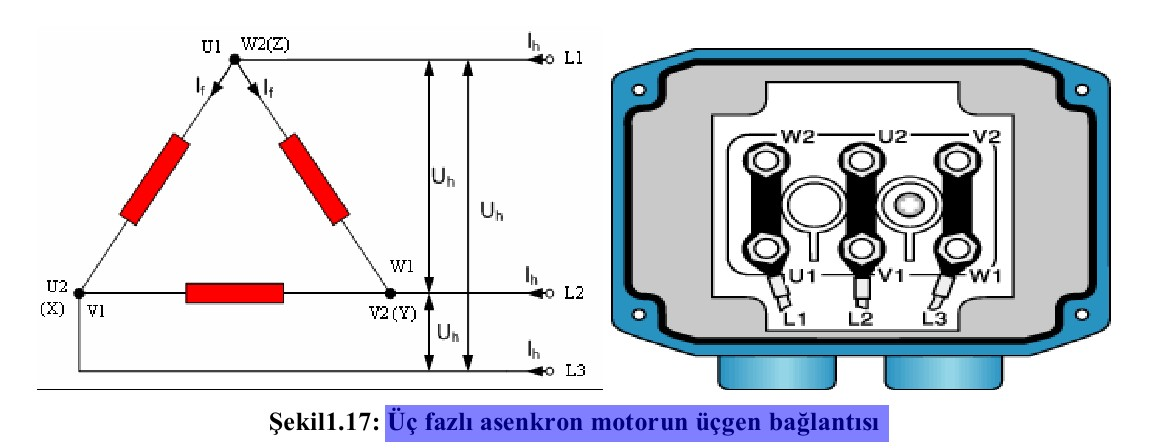 U1 W2(Z)
Ih L1
If If
Uh
Uh
W1
U2
(X) V1
V2 (Y)
Ih L2
Uh
Ih L3
W2 U2 V2
U1 V1 W1
L1 L2 L3
Şekil1.17: Üç fazlı asenkron motorun üçgen bağlantısı